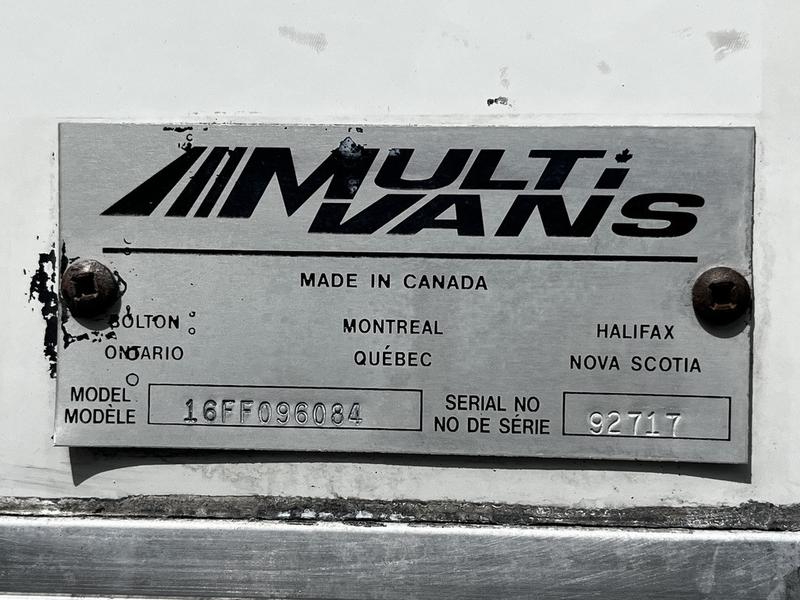 MULTI
VANS
MADE IN CANADA
BOLTON
ONTARIO
MONTREAL
QUÉBEC
HALIFAX
NOVA SCOTIA
MODEL
MODÈLE
16FF096084
SERIAL NO
NO DE SÉRIE
92717